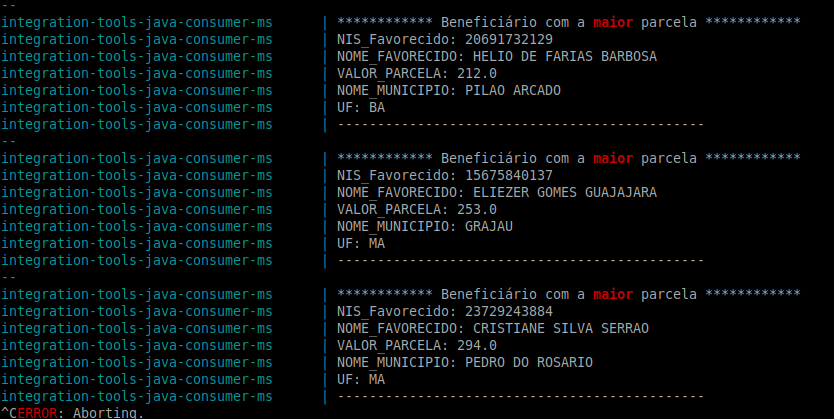 --
integration-tools-java-consumer-ms | ************ Beneficiário com a maior parcela ************
integration-tools-java-consumer-ms | NIS_Favorecido: 20691732129
integration-tools-java-consumer-ms | NOME_FAVORECIDO: HELIO DE FARIAS BARBOSA
integration-tools-java-consumer-ms | VALOR_PARCELA: 212.0
integration-tools-java-consumer-ms | NOME_MUNICIPIO: PILAO ARCADO
integration-tools-java-consumer-ms | UF: BA
integration-tools-java-consumer-ms | ----------------------------------------------
--
integration-tools-java-consumer-ms | ************ Beneficiário com a maior parcela ************
integration-tools-java-consumer-ms | NIS_Favorecido: 15675840137
integration-tools-java-consumer-ms | NOME_FAVORECIDO: ELIEZER GOMES GUAJAJARA
integration-tools-java-consumer-ms | VALOR_PARCELA: 253.0
integration-tools-java-consumer-ms | NOME_MUNICIPIO: GRAJAU
integration-tools-java-consumer-ms | UF: MA
integration-tools-java-consumer-ms | ----------------------------------------------
--
integration-tools-java-consumer-ms | ************ Beneficiário com a maior parcela ************
integration-tools-java-consumer-ms | NIS_Favorecido: 23729243884
integration-tools-java-consumer-ms | NOME_FAVORECIDO: CRISTIANE SILVA SERRAO
integration-tools-java-consumer-ms | VALOR_PARCELA: 294.0
integration-tools-java-consumer-ms | NOME_MUNICIPIO: PEDRO DO ROSARIO
integration-tools-java-consumer-ms | UF: MA
integration-tools-java-consumer-ms | ----------------------------------------------
^CERROR: Aborting.